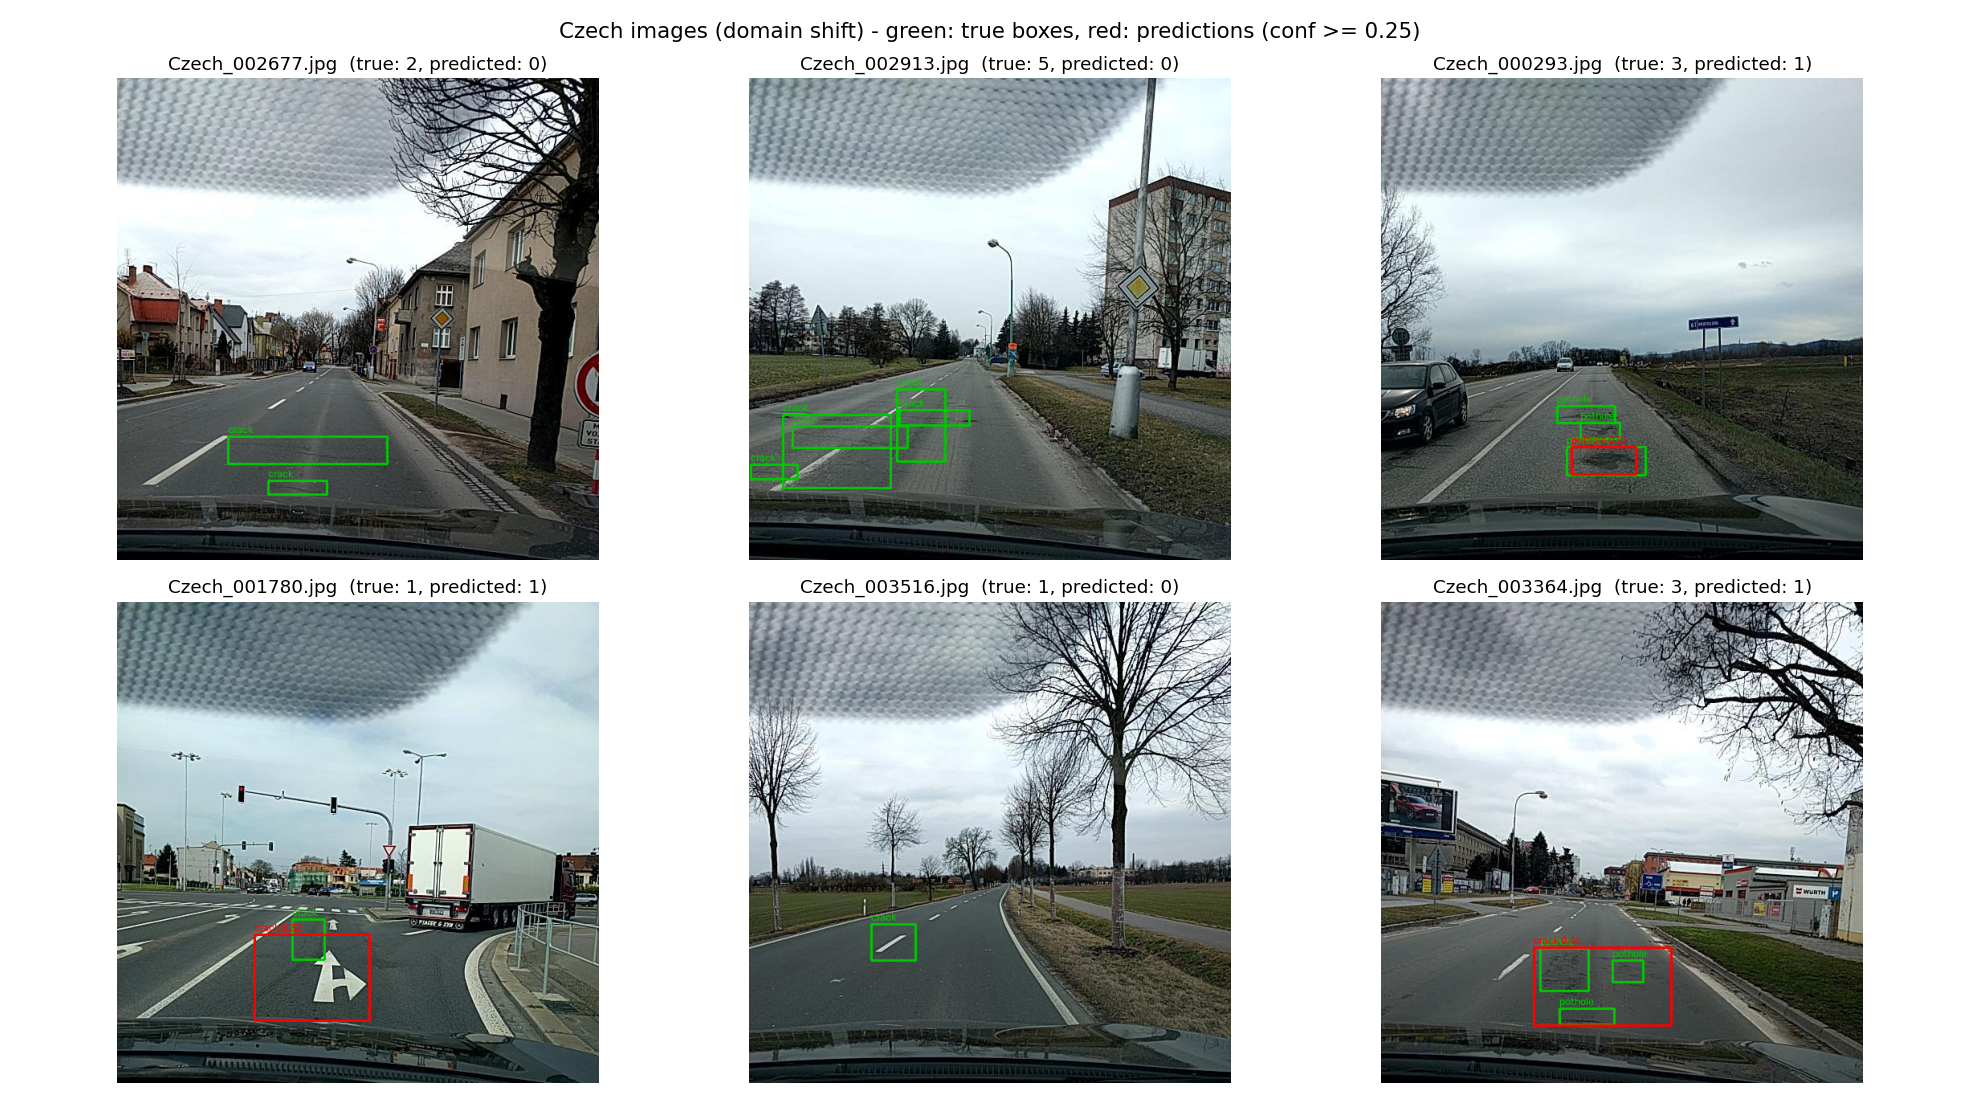 Czech images (domain shift) - green: true boxes, red: predictions (conf >= 0.25)
Czech_002677.jpg (true: 2, predicted: 0)
Czech_002913.jpg (true: 5, predicted: 0)
Czech_000293.jpg (true: 3, predicted: 1)
crack
crack
crack
pothole
pothole
Czech_001780.jpg (true: 1, predicted: 1)
Czech_003516.jpg (true: 1, predicted: 0)
Czech_003364.jpg (true: 3, predicted: 1)
crack
pothole
pothole
WÜRTH